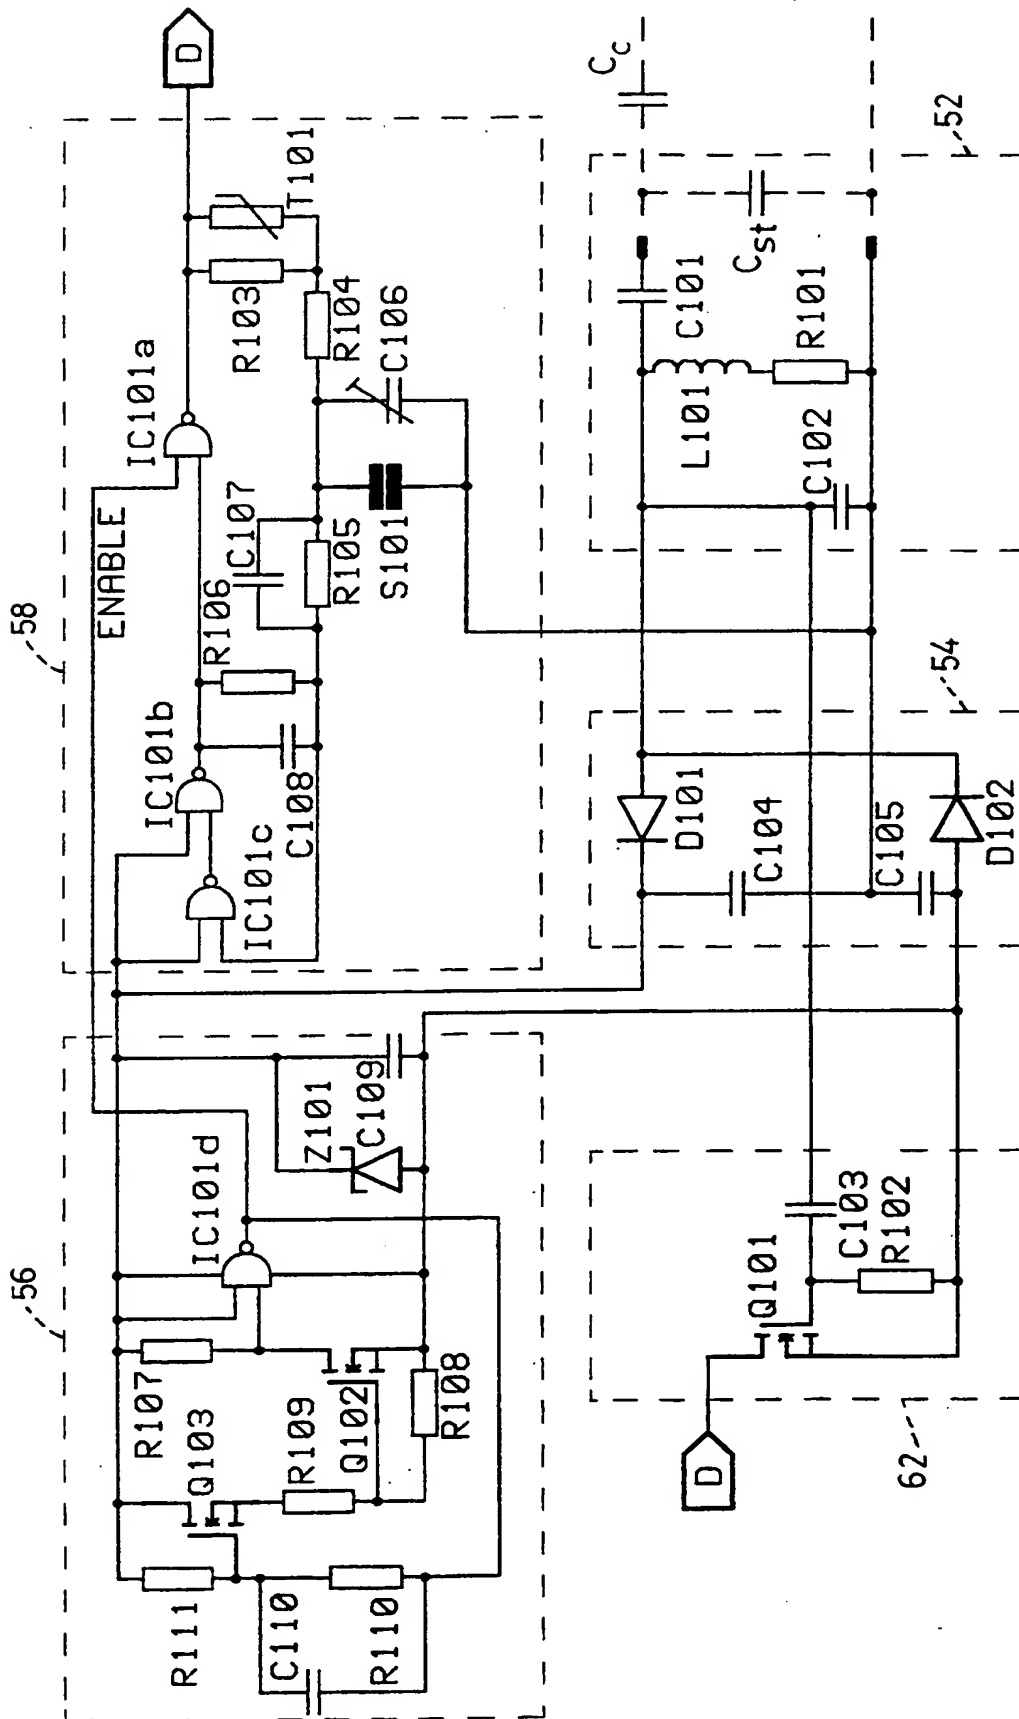 56
R111
C110
R110
Q103
R109
R107
Q102
R108
IC101d
Z101
C109
58
ENABLE
IC101c
IC101b
C108
R106
C107
R105
S101
IC101a
R103
R104
C106
T101
D
62
D
Q101
C103
R102
54
D101
C104
C105
D102
52
L101
C102
C101
R101
Cst
Cc